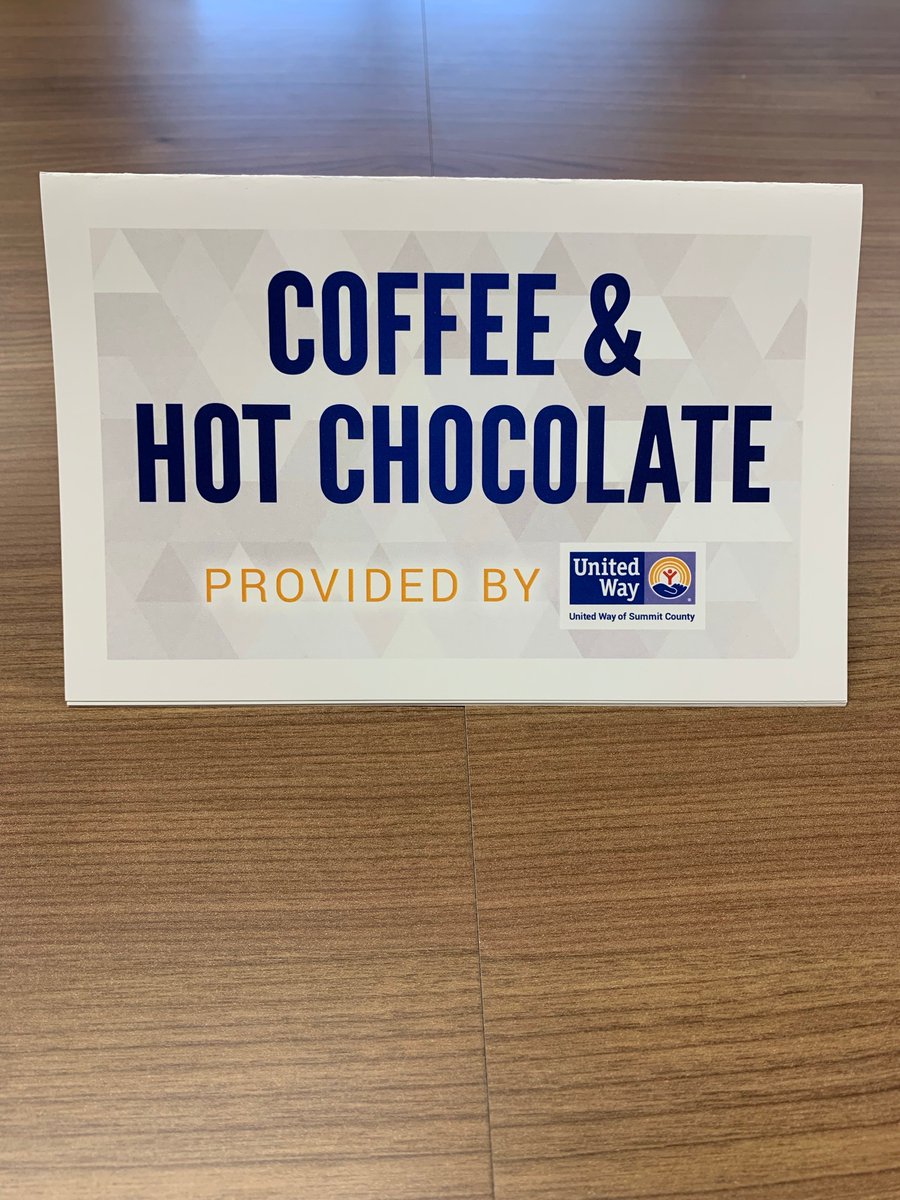 COFFEE &
HOT CHOCOLATE
PROVIDED BY
United
Way
United Way of Summit County